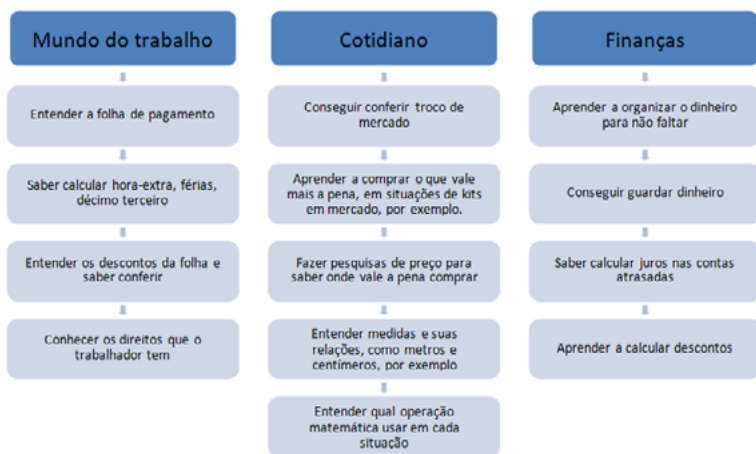 Mundo do trabalho
Entender a folha de pagamento
Saber calcular hora-extra, férias,
décimo terceiro
Entender os descontos da folha e
saber conferir
Conhecer os direitos que o
trabalhador tem
Cotidiano
Conseguir conferir troco de
mercado
Aprender a comprar o que vale
mais a pena, em situações de kits
em mercado, por exemplo.
Fazer pesquisas de preço para
saber onde vale a pena comprar
Entender medidas e suas
relações, como metros e
centímeros, por exemplo
Entender qual operação
matemática usar em cada
situação
Finanças
Aprender a organizar o dinheiro
para não faltar
Conseguir guardar dinheiro
Saber calcular juros nas contas
atrasadas
Aprender a calcular descontos